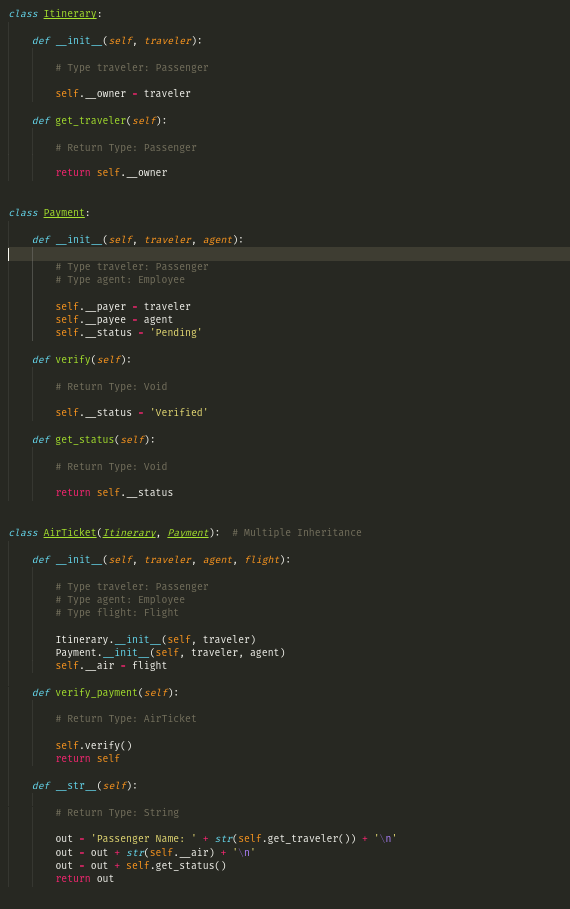 class Itinerary:
def __init__(self, traveler):
# Type traveler: Passenger
self.__owner = traveler
def get_traveler(self):
# Return Type: Passenger
return self.__owner
class Payment:
def __init__(self, traveler, agent):
# Type traveler: Passenger
# Type agent: Employee
self.__payer = traveler
self.__payee = agent
self.__status = 'Pending'
def verify(self):
# Return Type: Void
self.__status = 'Verified'
def get_status(self):
# Return Type: Void
return self.__status
class AirTicket(Itinerary, Payment):  # Multiple Inheritance
def __init__(self, traveler, agent, flight):
# Type traveler: Passenger
# Type agent: Employee
# Type flight: Flight
Itinerary.__init__(self, traveler)
Payment.__init__(self, traveler, agent)
self.__air = flight
def verify_payment(self):
# Return Type: AirTicket
self.verify()
return self
def __str__(self):
# Return Type: String
out = 'Passenger Name: ' + str(self.get_traveler()) + '\n'
out = out + str(self.__air) + '\n'
out = out + self.get_status()
return out